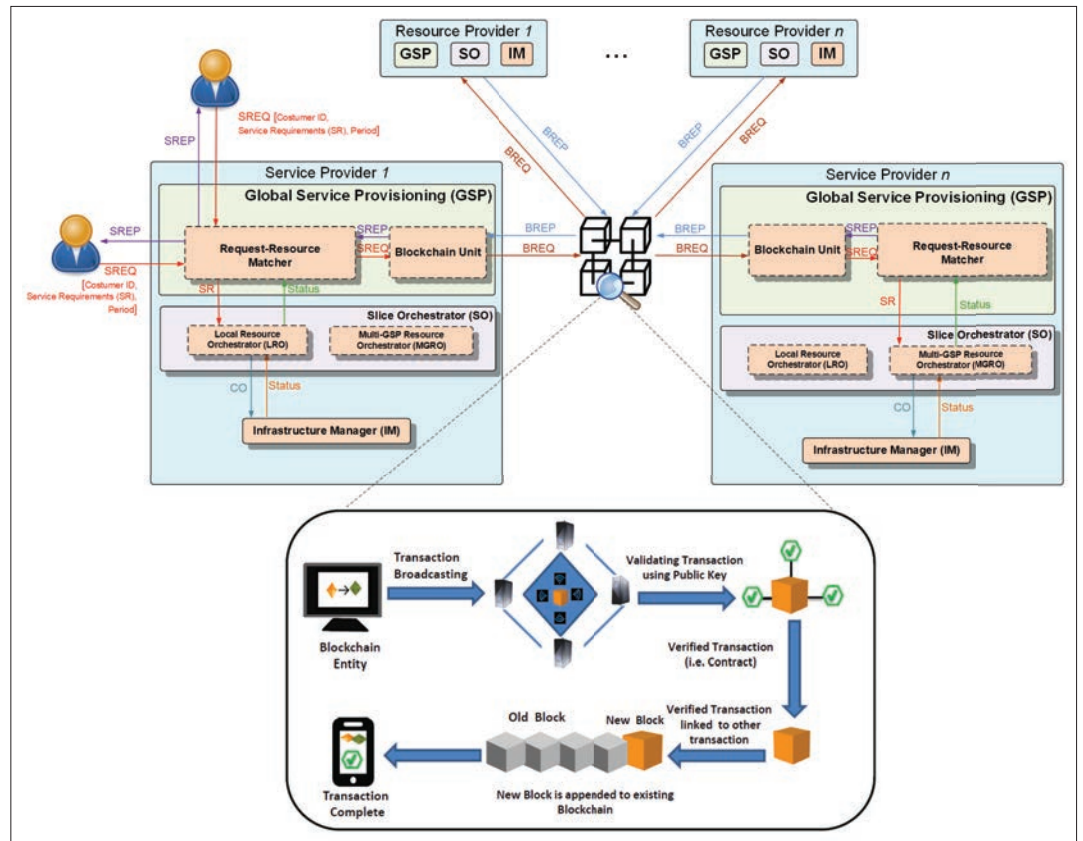 Resource Provider 1
GSP SO IM
...
Resource Provider n
GSP SO IM
SREQ [Costumer ID,
Service Requirements (SR), Period]
SREP
BREP
BREQ
BREP
BREQ
Service Provider 1
Global Service Provisioning (GSP)
SREP
SREQ
[Costumer ID,
Service Requirements (SR),
Period]
Request-Resource
Matcher
SREP
SREQ
Blockchain Unit
BREP
BREQ
SR
Status
Slice Orchestrator (SO)
Local Resource
Orchestrator (LRO)
Multi-GSP Resource
Orchestrator (MGRO)
CO
Status
Infrastructure Manager (IM)
Service Provider n
Global Service Provisioning (GSP)
BREP
BREQ
Blockchain Unit
SREP
SREQ
Request-Resource
Matcher
SR
Status
Slice Orchestrator (SO)
Local Resource
Orchestrator (LRO)
Multi-GSP Resource
Orchestrator (MGRO)
CO
Status
Infrastructure Manager (IM)
Blockchain
Entity
Transaction
Broadcasting
Validating Transaction
using Public Key
Verified Transaction
(i.e. Contract)
Verified Transaction
linked to other
transaction
Old Block
New Block
New Block is appended to existing
Blockchain
Transaction
Complete